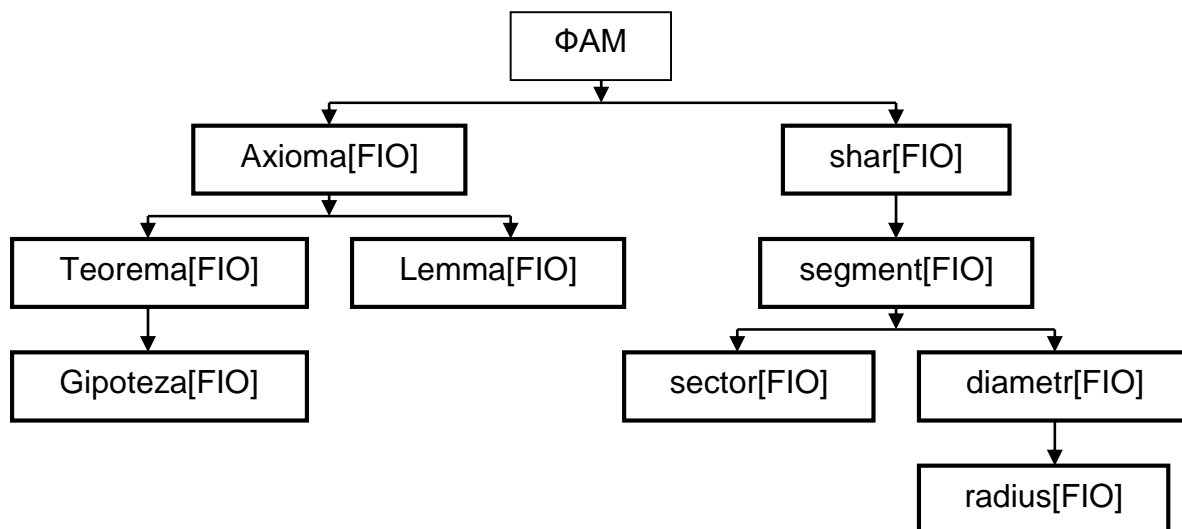 ФАМ
Axioma[FIO]
shar[FIO]
Teorema[FIO]
Lemma[FIO]
segment[FIO]
Gipoteza[FIO]
sector[FIO]
diametr[FIO]
radius[FIO]